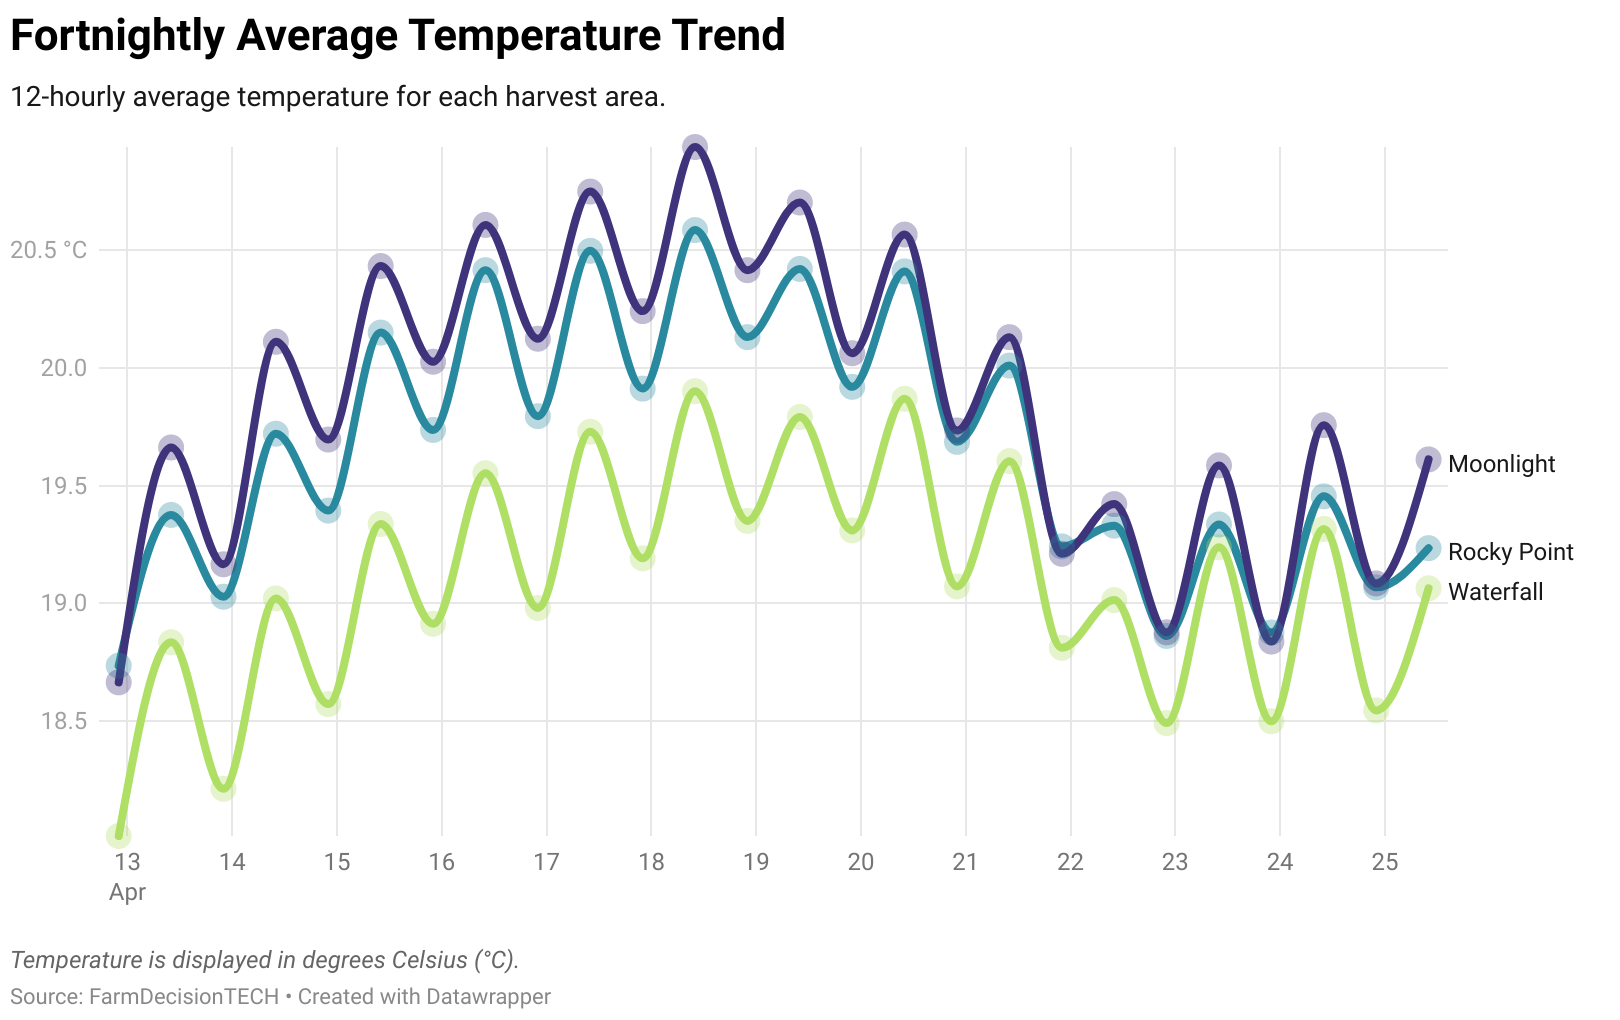 Fortnightly Average Temperature Trend
12-hourly average temperature for each harvest area.
20.5 °C
20.0
19.5
19.0
18.5
Moonlight
Rocky Point
Waterfall
13 14 15 16 17 18 19 20 21 22 23 24 25
Apr
Temperature is displayed in degrees Celsius (°C).
Source: FarmDecisionTECH • Created with Datawrapper